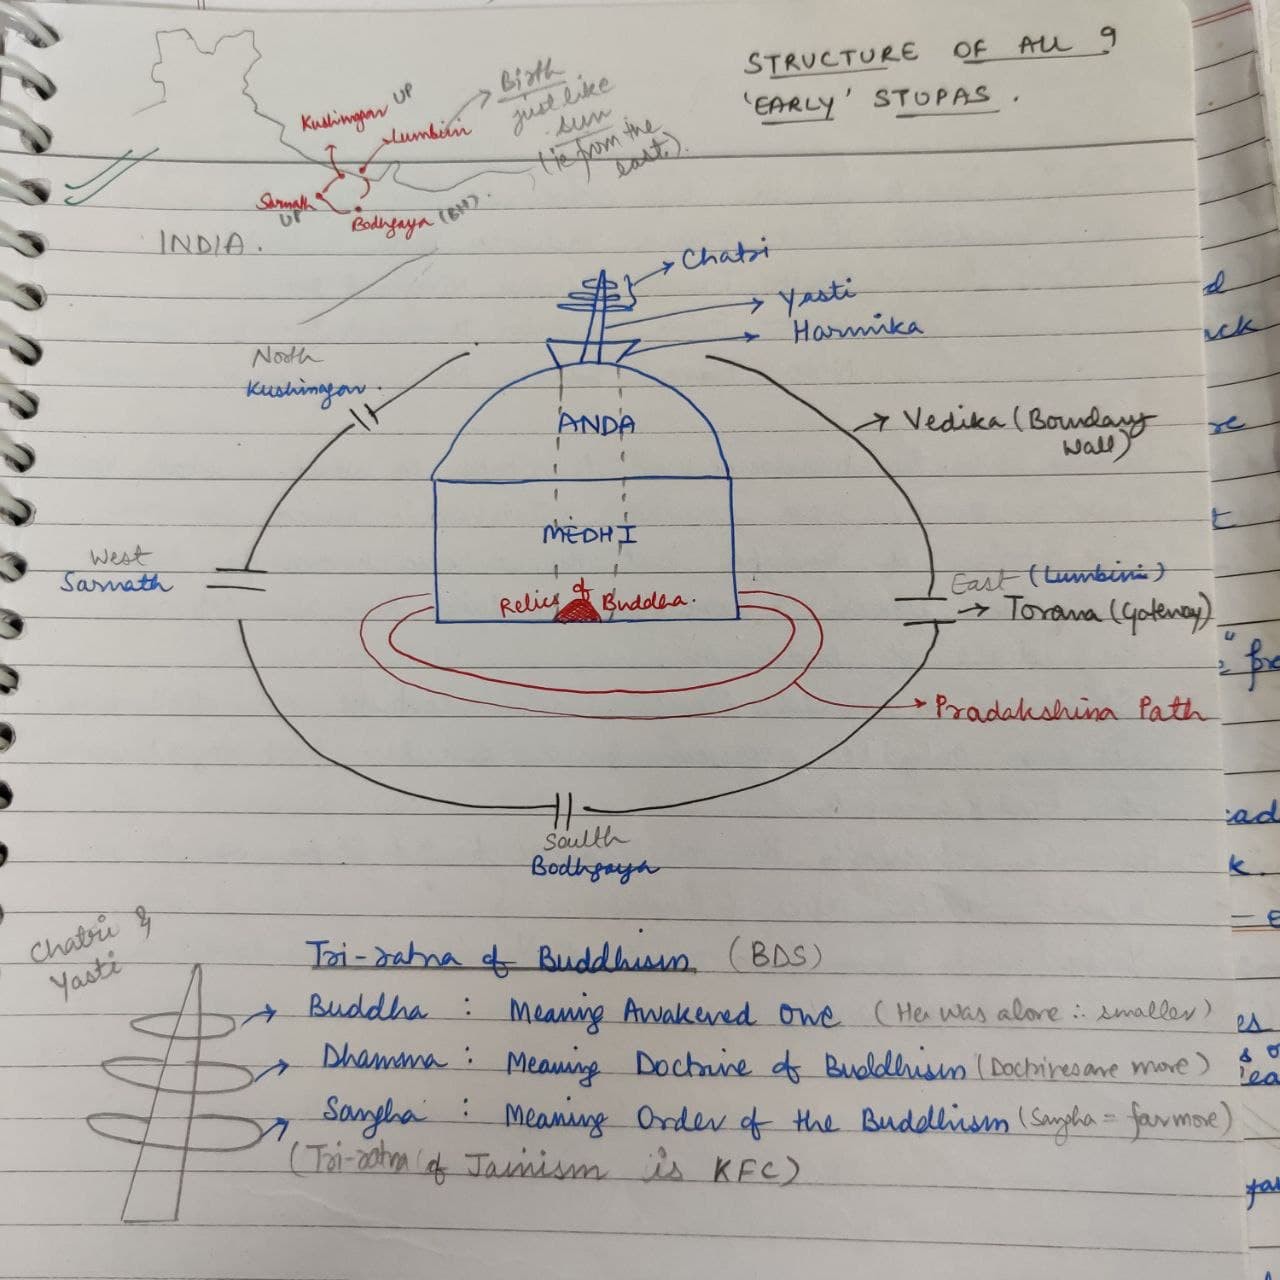 STRUCTURE OF ALL 9
'EARLY' STUPAS.
Kushinagar UP
Lumbini
Birth
just like
sun
(ie from the
east.).
Sarnath
UP
Bodhgaya (BH).
INDIA.
Chatri
Yasti
Harmika
North
Kushinagar.
ANDA
Vedika (Boundary
Wall)
MEDHI
West
Sarnath
Relics of Buddha.
East (Lumbini)
Torana (Gateway)
Pradakshina Path
Soulth
Bodhgaya
Chatri &
Yasti
Tri-ratna of Buddhism (BDS)
Buddha : Meaning Awakened One (He was alone ∴ smaller)
Dhamma : Meaning Doctrine of Buddhism (Doctrines are more)
Sangha : Meaning Order of the Buddhism (Sangha = far more)
(Tri-ratna of Jainism is KFC)